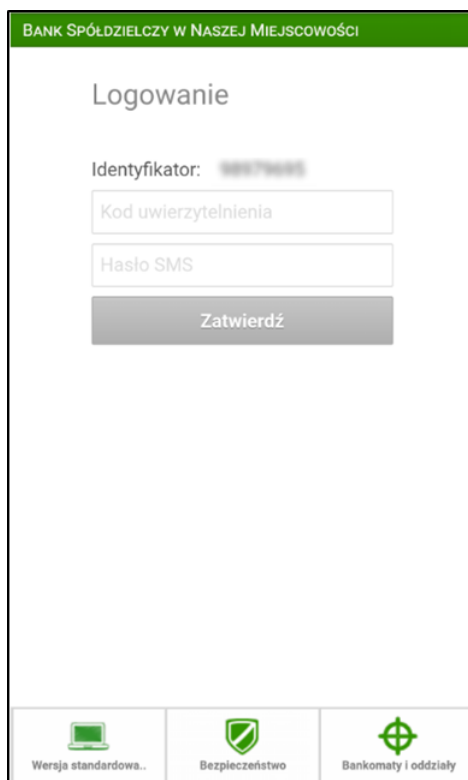 BANK SPÓŁDZIELCZY W NASZEJ MIEJSCOWOŚCI
Logowanie
Identyfikator:
Kod uwierzytelnienia
Hasło SMS
Zatwierdź
Wersja standardowa.. Bezpieczeństwo Bankomaty i oddziały